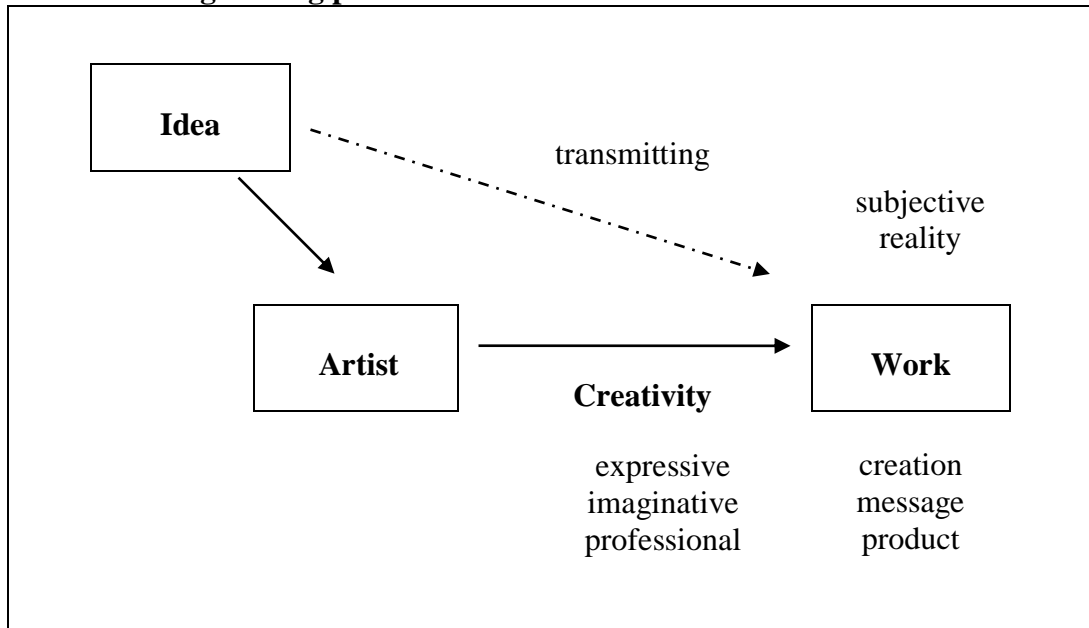 Idea
transmitting
subjective
reality
Artist
Work
Creativity
expressive
imaginative
professional
creation
message
product